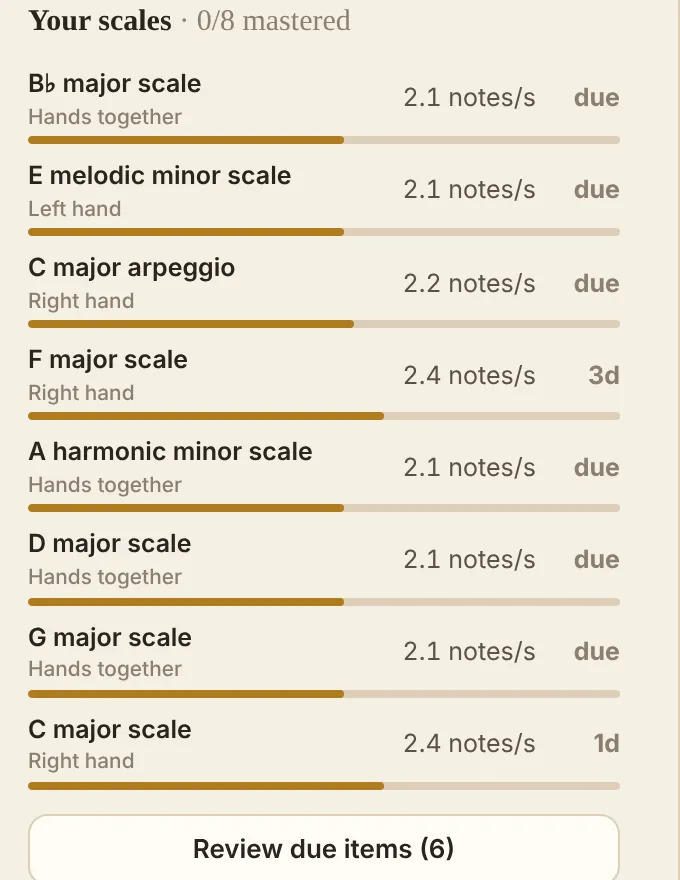 Your scales · 0/8 mastered
B♭ major scale
Hands together
2.1 notes/s due
E melodic minor scale
Left hand
2.1 notes/s due
C major arpeggio
Right hand
2.2 notes/s due
F major scale
Right hand
2.4 notes/s 3d
A harmonic minor scale
Hands together
2.1 notes/s due
D major scale
Hands together
2.1 notes/s due
G major scale
Hands together
2.1 notes/s due
C major scale
Right hand
2.4 notes/s 1d
Review due items (6)